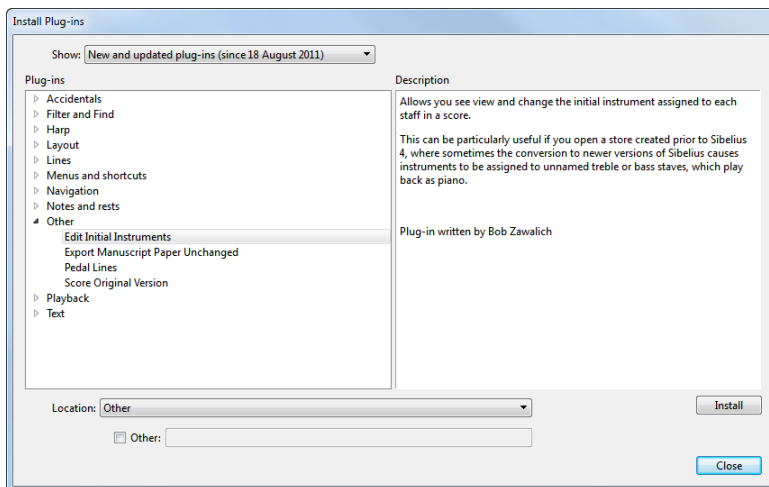 Install Plug-ins
Show: New and updated plug-ins (since 18 August 2011)
Plug-ins
Accidentals
Filter and Find
Harp
Layout
Lines
Menus and shortcuts
Navigation
Notes and rests
Other
Edit Initial Instruments
Export Manuscript Paper Unchanged
Pedal Lines
Score Original Version
Playback
Text
Description
Allows you see view and change the initial instrument assigned to each
staff in a score.
This can be particularly useful if you open a store created prior to Sibelius
4, where sometimes the conversion to newer versions of Sibelius causes
instruments to be assigned to unnamed treble or bass staves, which play
back as piano.
Plug-in written by Bob Zawalich
Location: Other
Install
Other:
Close